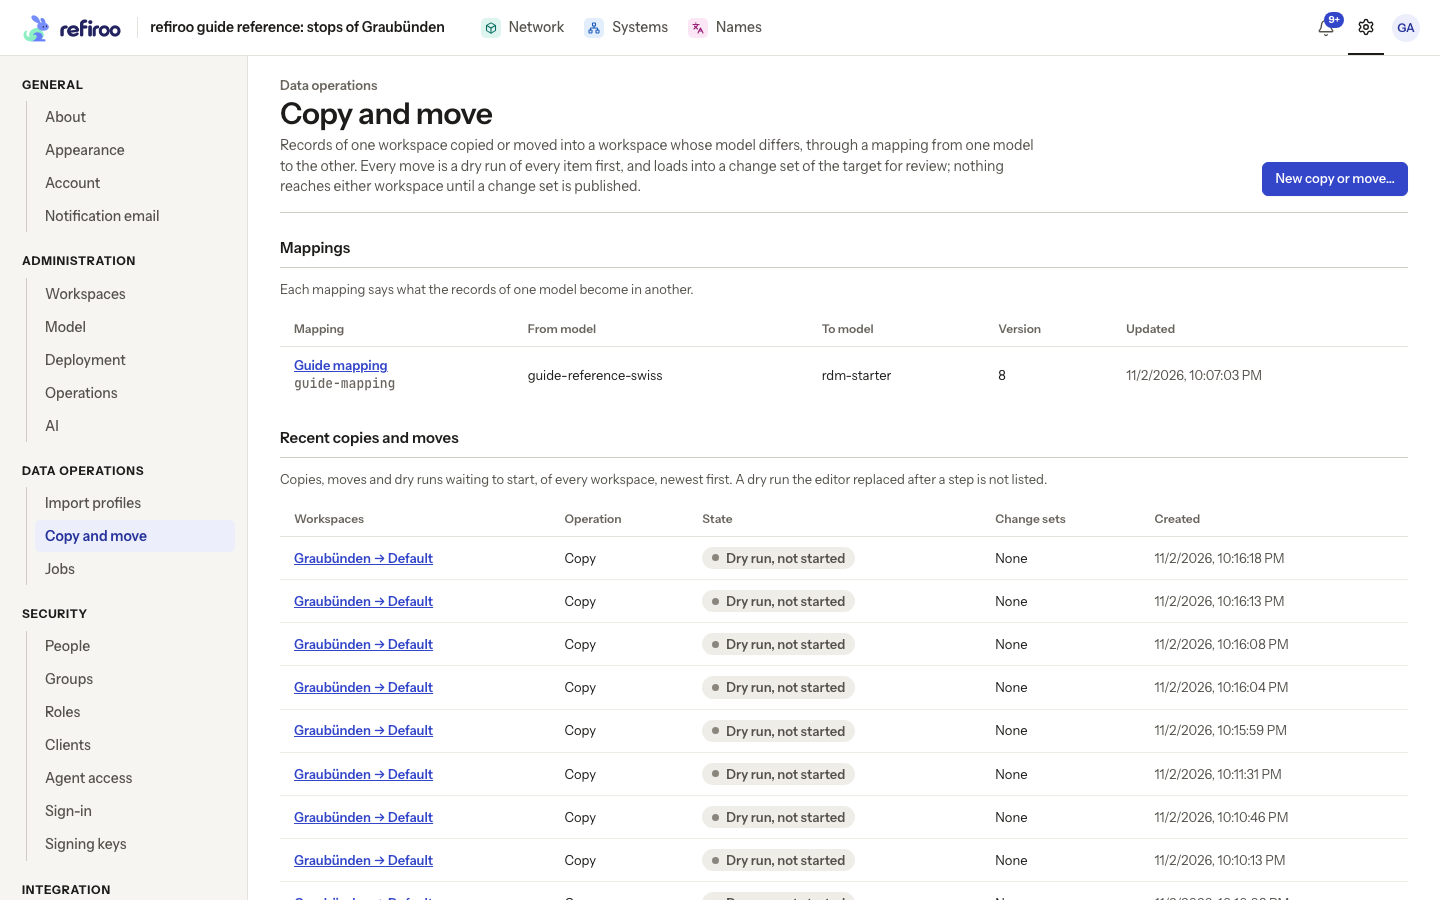 refiroo
refiroo guide reference: stops of Graubünden
Network
Systems
Names
9+
GA
GENERAL
About
Appearance
Account
Notification email
ADMINISTRATION
Workspaces
Model
Deployment
Operations
AI
DATA OPERATIONS
Import profiles
Copy and move
Jobs
SECURITY
People
Groups
Roles
Clients
Agent access
Sign-in
Signing keys
INTEGRATION
Data operations
Copy and move
Records of one workspace copied or moved into a workspace whose model differs, through a mapping from one model
to the other. Every move is a dry run of every item first, and loads into a change set of the target for review; nothing
reaches either workspace until a change set is published.
New copy or move...
Mappings
Each mapping says what the records of one model become in another.
Mapping From model To model Version Updated
Guide mapping
guide-mapping
guide-reference-swiss rdm-starter 8 11/2/2026, 10:07:03 PM
Recent copies and moves
Copies, moves and dry runs waiting to start, of every workspace, newest first. A dry run the editor replaced after a step is not listed.
Workspaces Operation State Change sets Created
Graubünden → Default Copy Dry run, not started None 11/2/2026, 10:16:18 PM
Graubünden → Default Copy Dry run, not started None 11/2/2026, 10:16:13 PM
Graubünden → Default Copy Dry run, not started None 11/2/2026, 10:16:08 PM
Graubünden → Default Copy Dry run, not started None 11/2/2026, 10:16:04 PM
Graubünden → Default Copy Dry run, not started None 11/2/2026, 10:15:59 PM
Graubünden → Default Copy Dry run, not started None 11/2/2026, 10:11:31 PM
Graubünden → Default Copy Dry run, not started None 11/2/2026, 10:10:46 PM
Graubünden → Default Copy Dry run, not started None 11/2/2026, 10:10:13 PM